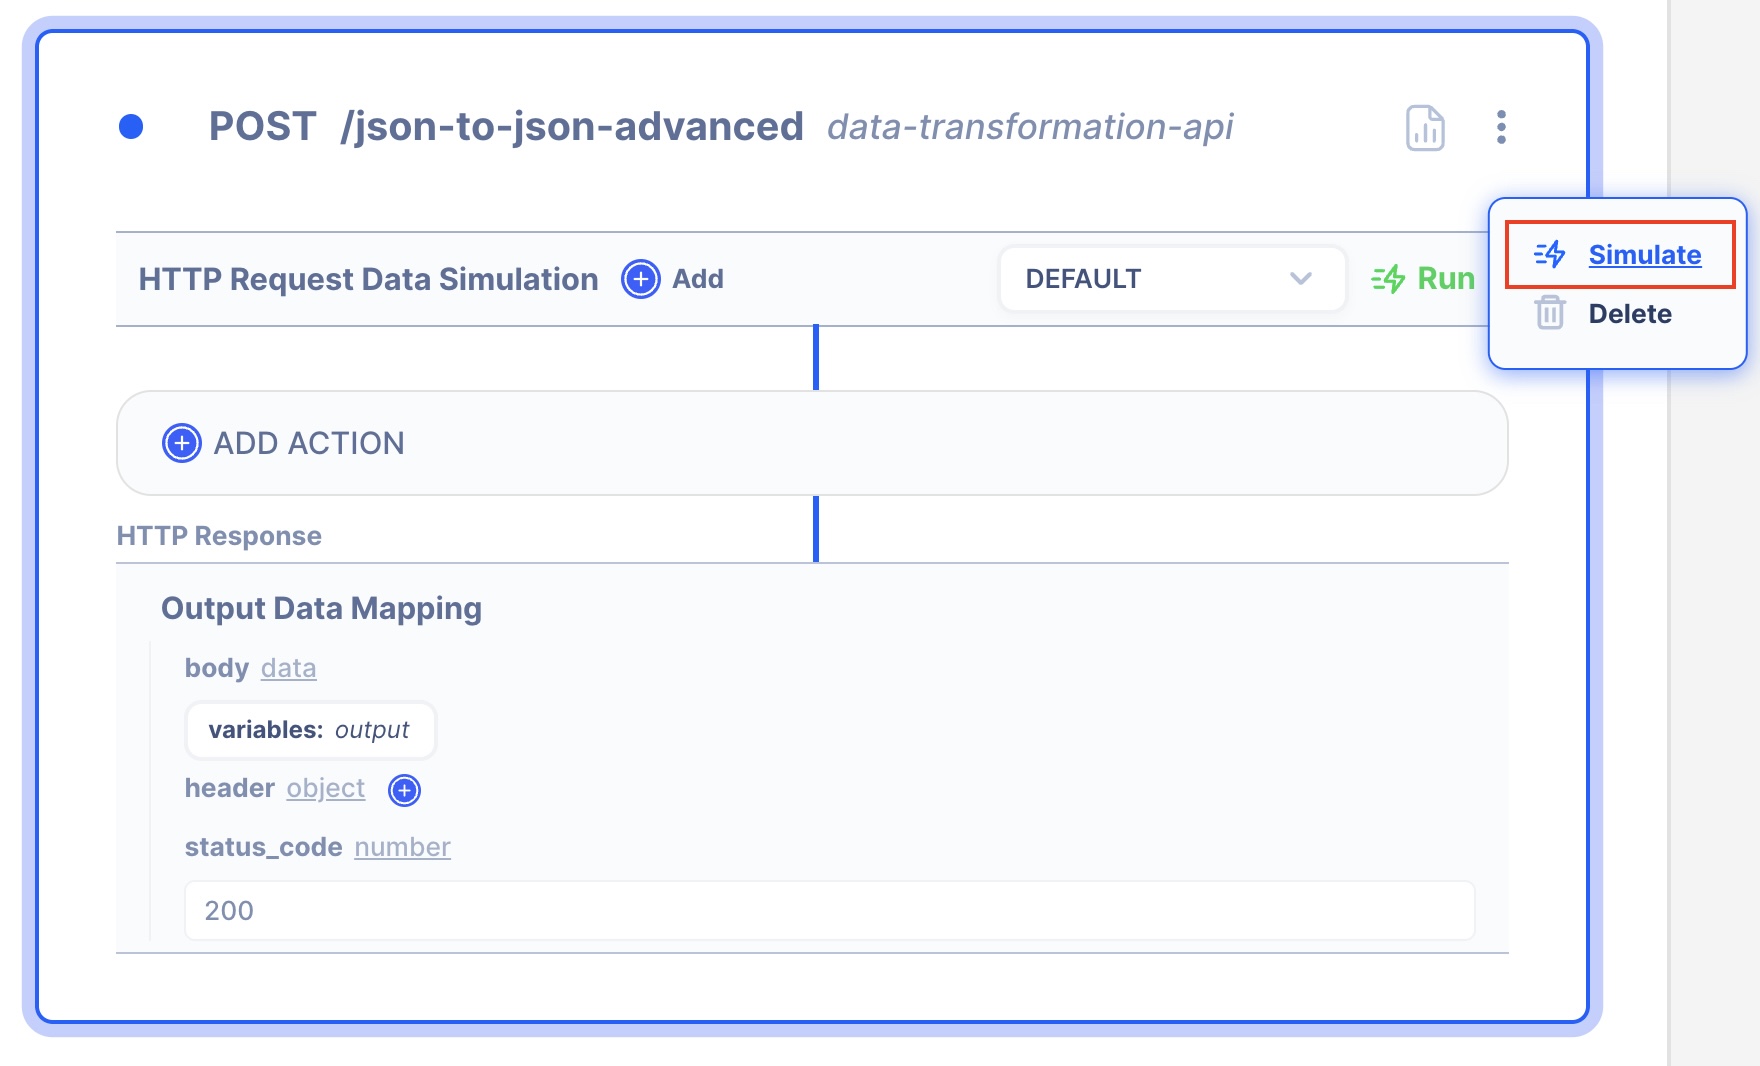 POST /json-to-json-advanced data-transformation-api
HTTP Request Data Simulation Add DEFAULT Run
Simulate
Delete
ADD ACTION
HTTP Response
Output Data Mapping
body data
variables: output
header object
status_code number
200